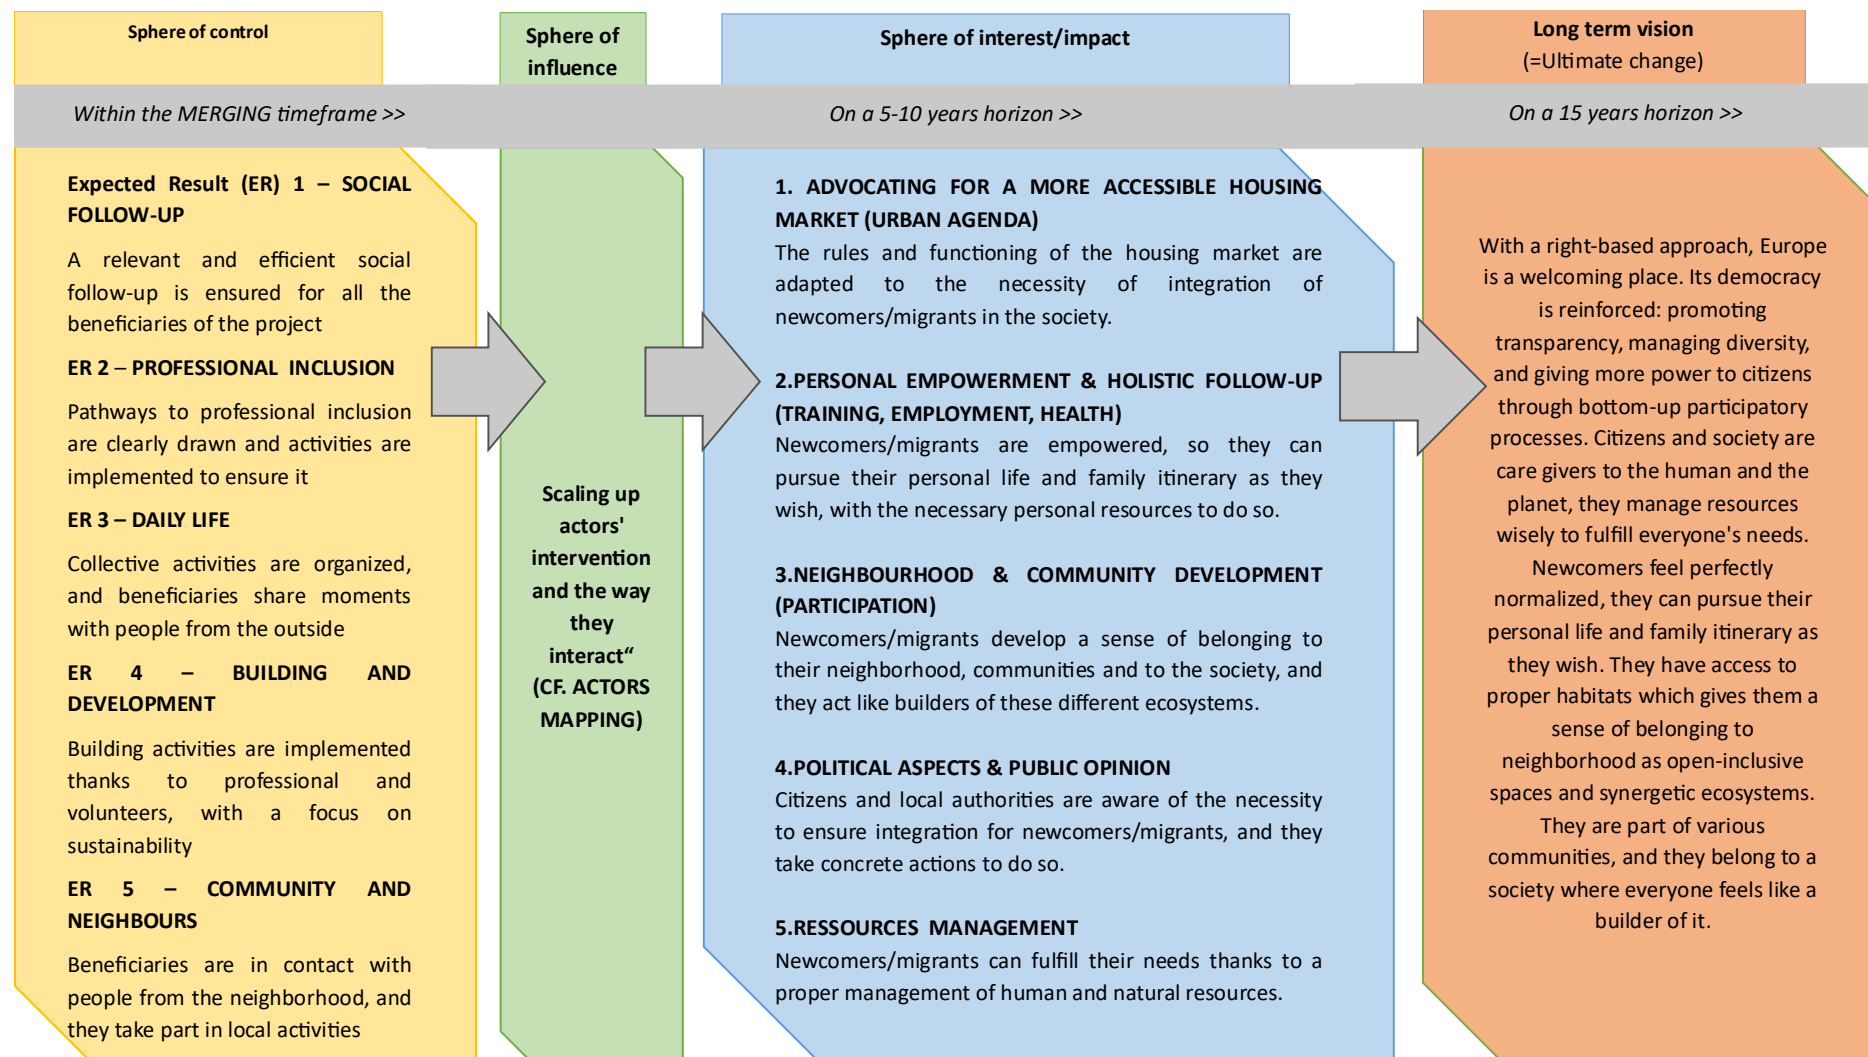 Sphere of control
Sphere of
influence
Sphere of interest/impact
Long term vision
(=Ultimate change)
Within the MERGING timeframe >>
On a 5-10 years horizon >>
On a 15 years horizon >>
Expected Result (ER) 1 – SOCIAL
FOLLOW-UP
A relevant and efficient social
follow-up is ensured for all the
beneficiaries of the project
ER 2 – PROFESSIONAL INCLUSION
Pathways to professional inclusion
are clearly drawn and activities are
implemented to ensure it
ER 3 – DAILY LIFE
Collective activities are organized,
and beneficiaries share moments
with people from the outside
ER 4 – BUILDING AND
DEVELOPMENT
Building activities are implemented
thanks to professional and
volunteers, with a focus on
sustainability
ER 5 – COMMUNITY AND
NEIGHBOURS
Beneficiaries are in contact with
people from the neighborhood, and
they take part in local activities
Scaling up
actors'
intervention
and the way
they
interact“
(CF. ACTORS
MAPPING)
1. ADVOCATING FOR A MORE ACCESSIBLE HOUSING
MARKET (URBAN AGENDA)
The rules and functioning of the housing market are
adapted to the necessity of integration of
newcomers/migrants in the society.
2.PERSONAL EMPOWERMENT & HOLISTIC FOLLOW-UP
(TRAINING, EMPLOYMENT, HEALTH)
Newcomers/migrants are empowered, so they can
pursue their personal life and family itinerary as they
wish, with the necessary personal resources to do so.
3.NEIGHBOURHOOD & COMMUNITY DEVELOPMENT
(PARTICIPATION)
Newcomers/migrants develop a sense of belonging to
their neighborhood, communities and to the society, and
they act like builders of these different ecosystems.
4.POLITICAL ASPECTS & PUBLIC OPINION
Citizens and local authorities are aware of the necessity
to ensure integration for newcomers/migrants, and they
take concrete actions to do so.
5.RESSOURCES MANAGEMENT
Newcomers/migrants can fulfill their needs thanks to a
proper management of human and natural resources.
With a right-based approach, Europe
is a welcoming place. Its democracy
is reinforced: promoting
transparency, managing diversity,
and giving more power to citizens
through bottom-up participatory
processes. Citizens and society are
care givers to the human and the
planet, they manage resources
wisely to fulfill everyone's needs.
Newcomers feel perfectly
normalized, they can pursue their
personal life and family itinerary as
they wish. They have access to
proper habitats which gives them a
sense of belonging to
neighborhood as open-inclusive
spaces and synergetic ecosystems.
They are part of various
communities, and they belong to a
society where everyone feels like a
builder of it.